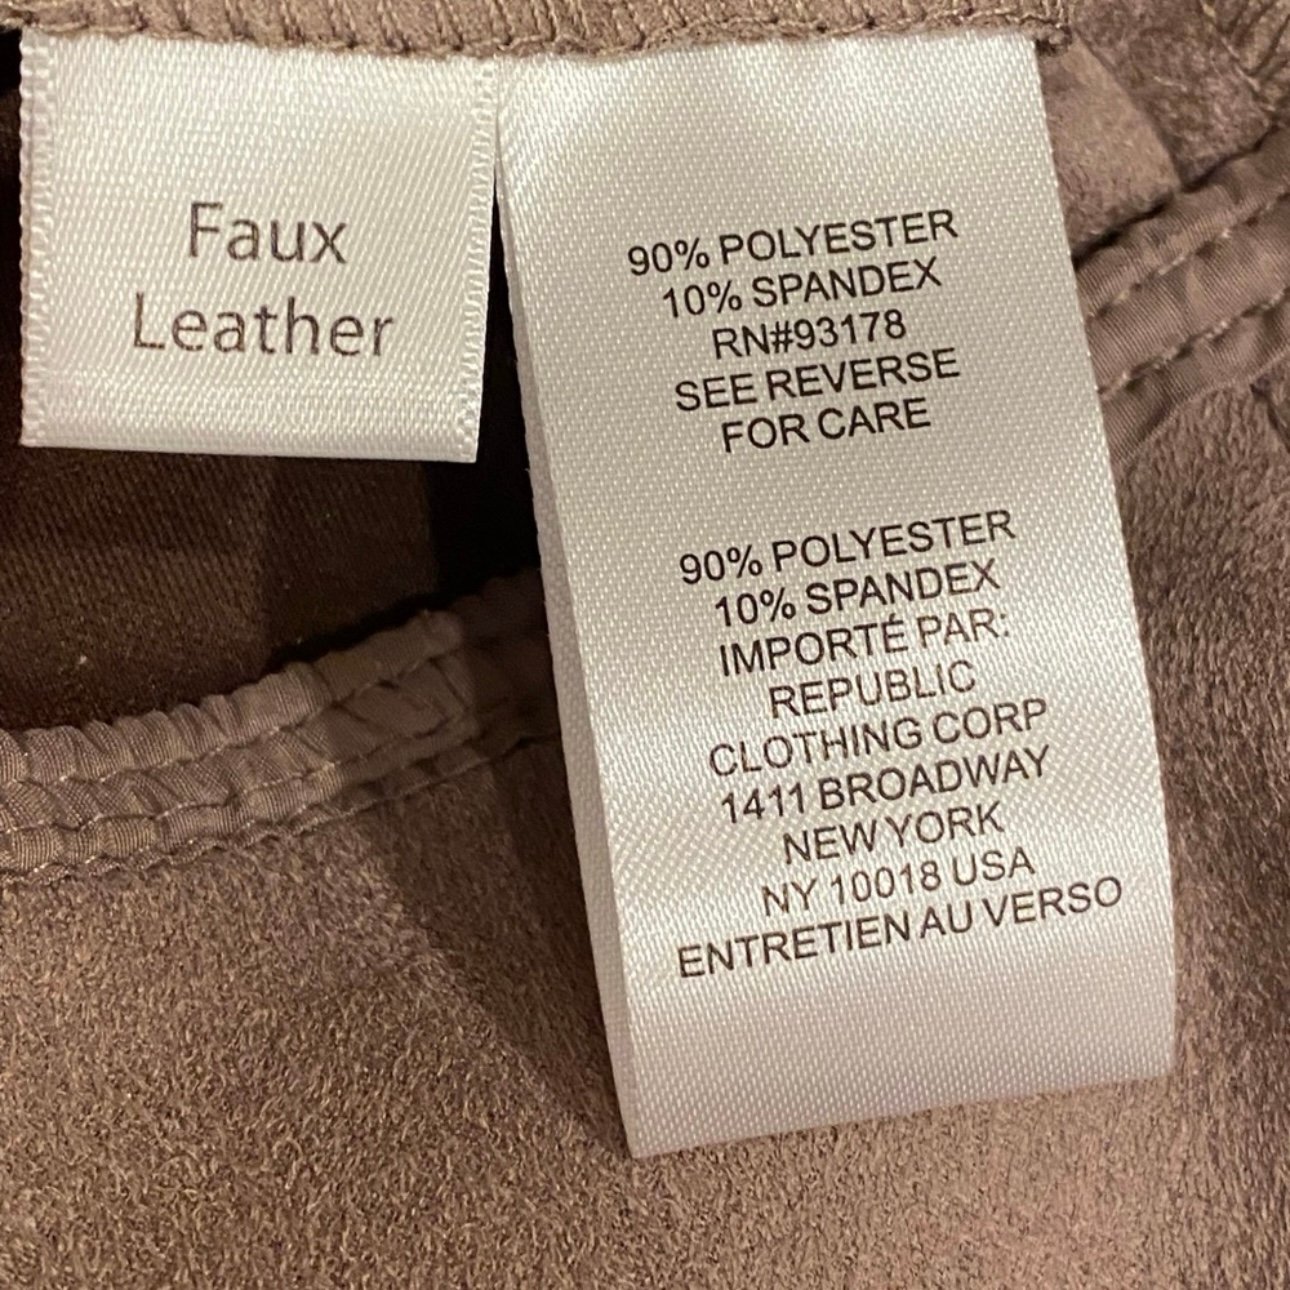 Faux
Leather
90% POLYESTER
10% SPANDEX
RN#93178
SEE REVERSE
FOR CARE
90% POLYESTER
10% SPANDEX
IMPORTÉ PAR:
REPUBLIC
CLOTHING CORP
1411 BROADWAY
NEW YORK
NY 10018 USA
ENTRETIEN AU VERSO